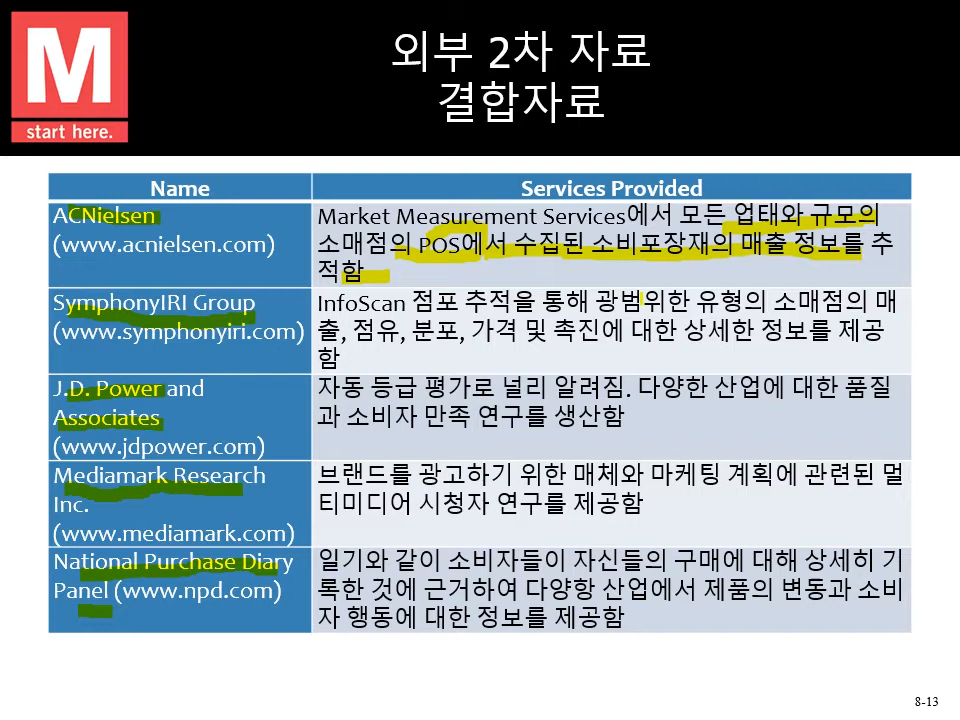 M
start here.
외부 2차 자료
결합자료
Name
Services Provided
ACNielsen
(www.acnielsen.com)
Market Measurement Services에서 모든 업태와 규모의
소매점의 POS에서 수집된 소비포장재의 매출 정보를 추
적함
SymphonyIRI Group
(www.symphonyiri.com)
InfoScan 점포 추적을 통해 광범위한 유형의 소매점의 매
출, 점유, 분포, 가격 및 촉진에 대한 상세한 정보를 제공
함
J.D. Power and
Associates
(www.jdpower.com)
자동 등급 평가로 널리 알려짐. 다양한 산업에 대한 품질
과 소비자 만족 연구를 생산함
Mediamark Research
Inc.
(www.mediamark.com)
브랜드를 광고하기 위한 매체와 마케팅 계획에 관련된 멀
티미디어 시청자 연구를 제공함
National Purchase Diary
Panel (www.npd.com)
일기와 같이 소비자들이 자신들의 구매에 대해 상세히 기
록한 것에 근거하여 다양항 산업에서 제품의 변동과 소비
자 행동에 대한 정보를 제공함
8-13